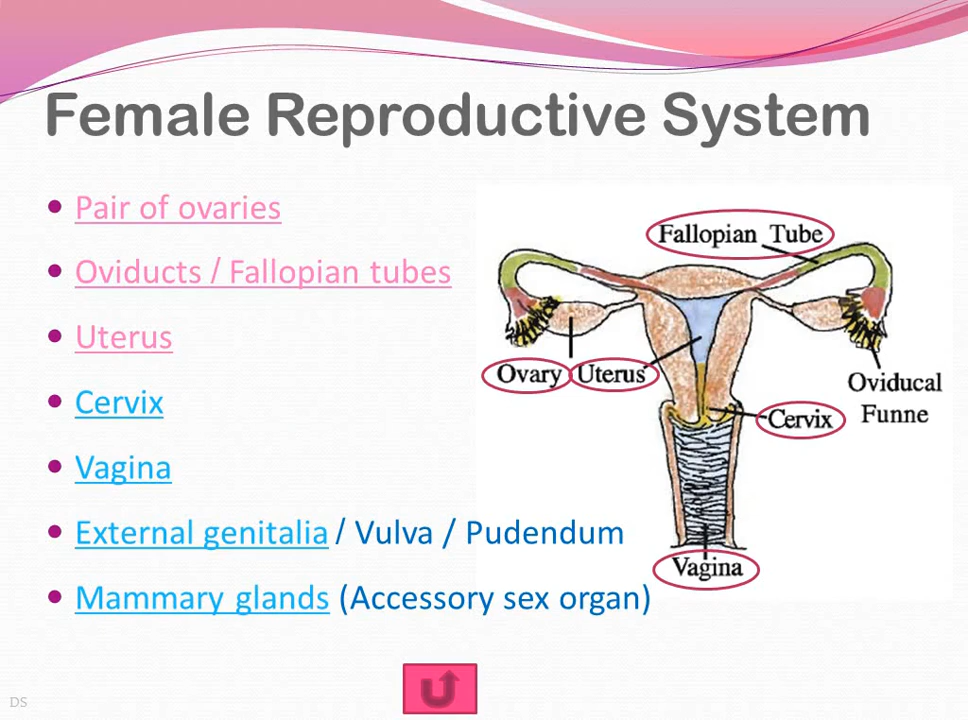 Female Reproductive System
Pair of ovaries
Oviducts / Fallopian tubes
Uterus
Cervix
Vagina
External genitalia / Vulva / Pudendum
Mammary glands (Accessory sex organ)
Fallopian Tube
Ovary
Uterus
Oviducal
Funne
Cervix
Vagina
DS